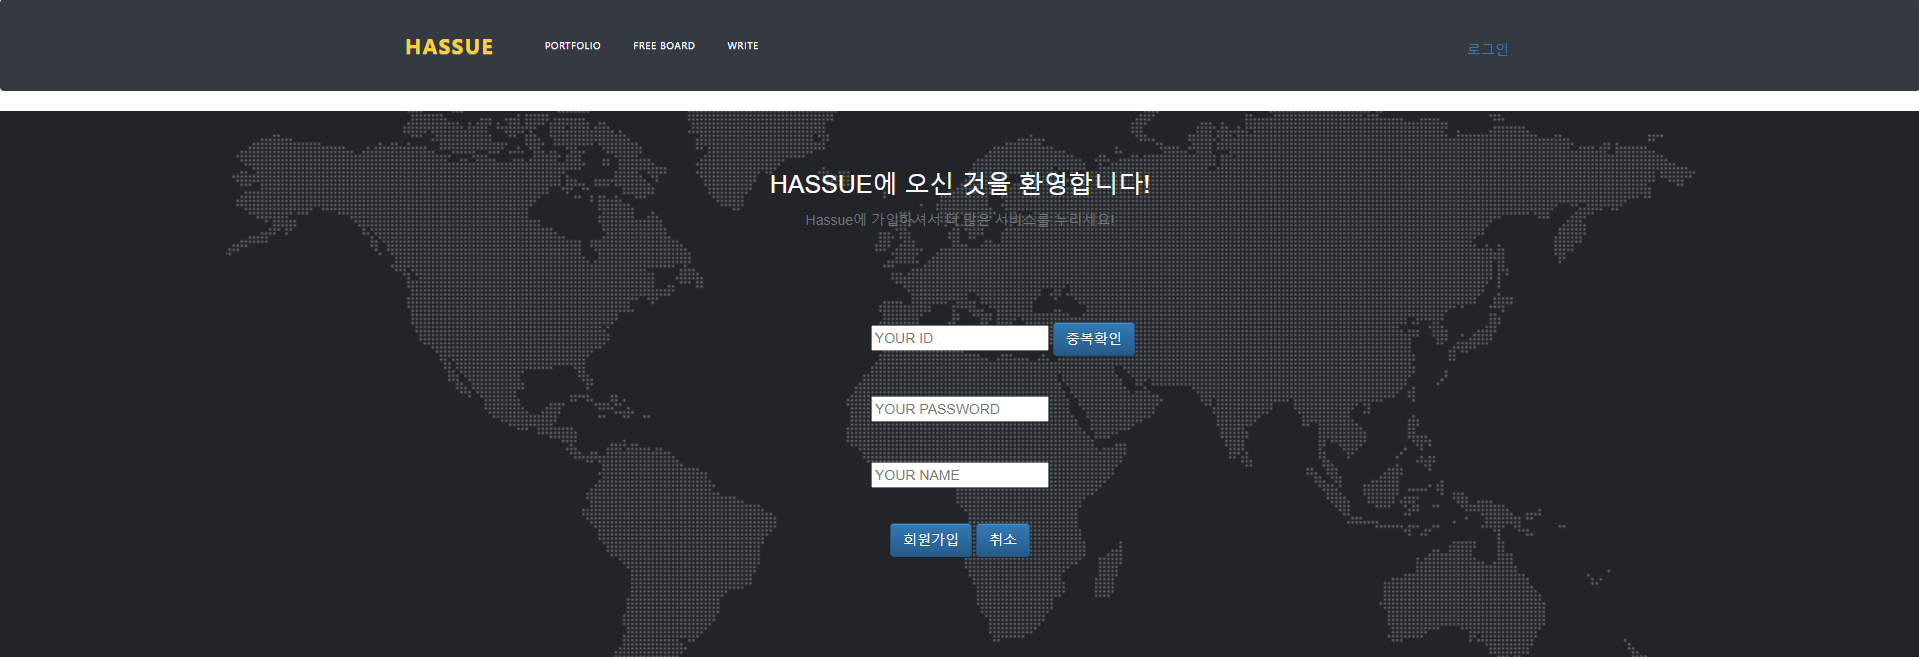 HASSUE PORTFOLIO FREE BOARD WRITE 로그인
HASSUE에 오신 것을 환영합니다!
Hassue에 가입하셔서 더 많은 서비스를 누리세요!
YOUR ID 중복확인
YOUR PASSWORD
YOUR NAME
회원가입 취소